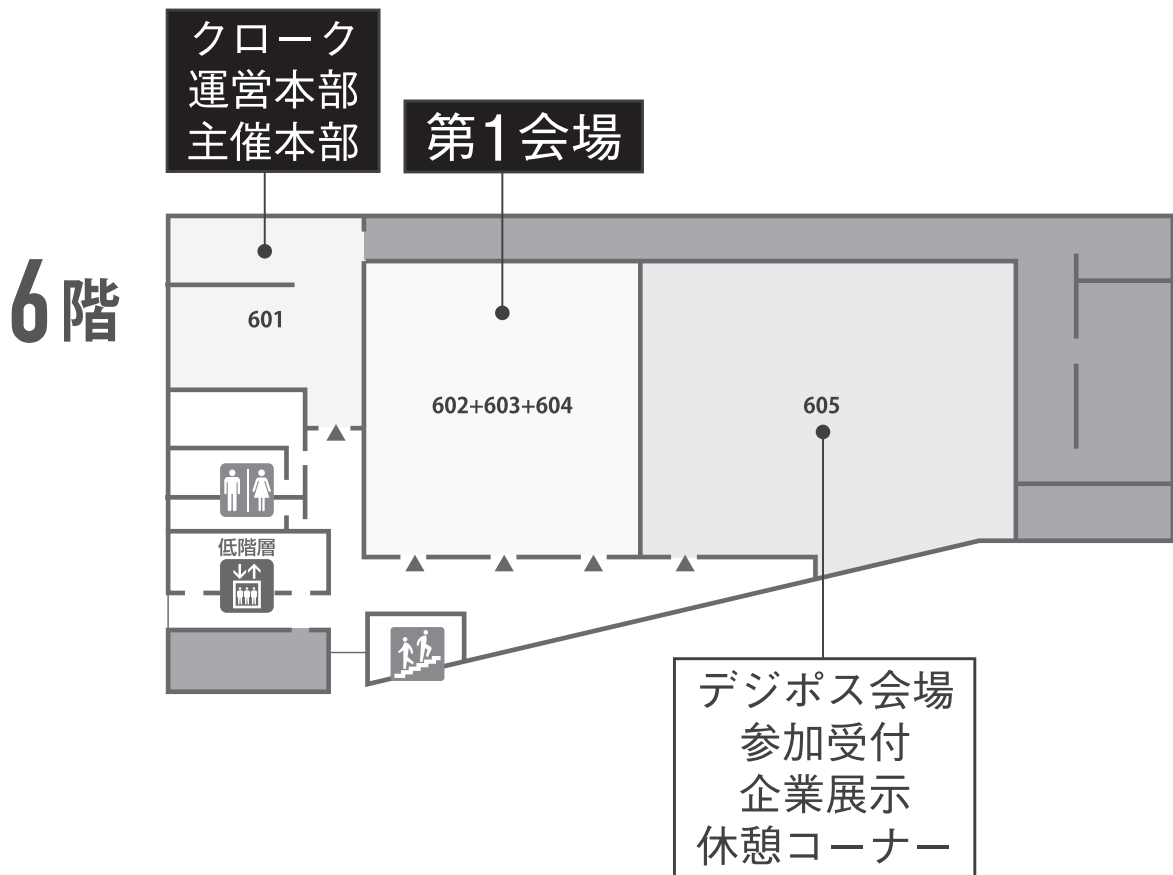 クローク
運営本部
主催本部
第1会場
6階
601
602+603+604
605
低階層
デジポス会場
参加受付
企業展示
休憩コーナー